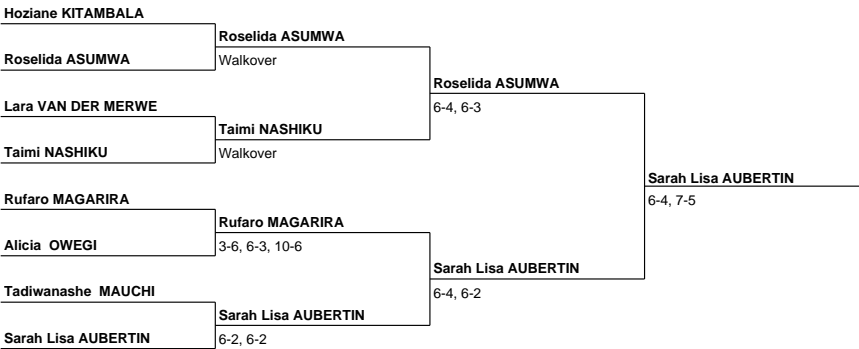 Hoziane KITAMBALA
Roselida ASUMWA
Roselida ASUMWA
Walkover
Roselida ASUMWA
6-4, 6-3
Lara VAN DER MERWE
Taimi NASHIKU
Taimi NASHIKU
Walkover
Sarah Lisa AUBERTIN
6-4, 7-5
Rufaro MAGARIRA
Rufaro MAGARIRA
Alicia OWEGI
3-6, 6-3, 10-6
Sarah Lisa AUBERTIN
6-4, 6-2
Tadiwanashe MAUCHI
Sarah Lisa AUBERTIN
Sarah Lisa AUBERTIN
6-2, 6-2